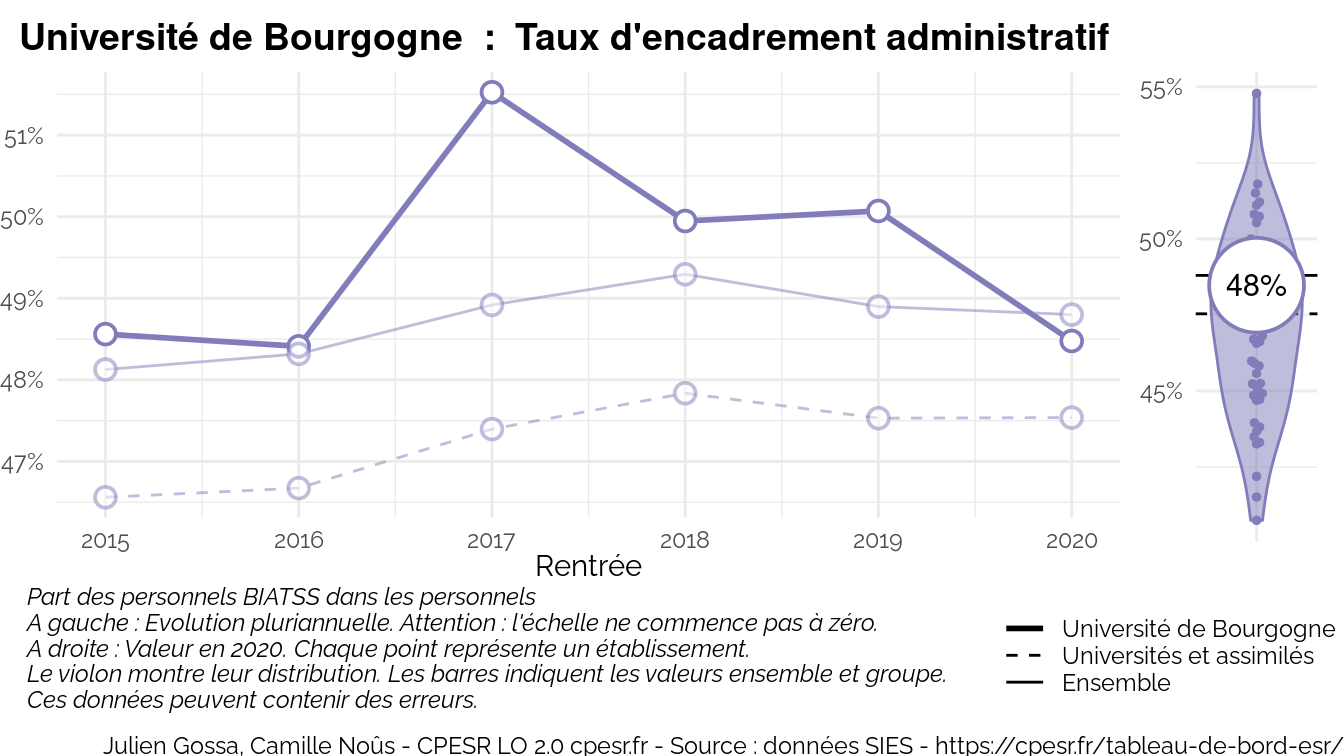 Université de Bourgogne : Taux d'encadrement administratif
51%
50%
49%
48%
47%
2015 2016 2017 2018 2019 2020
Rentrée
55%
50%
45%
48%
Part des personnels BIATSS dans les personnels
A gauche : Evolution pluriannuelle. Attention : l'échelle ne commence pas à zéro.
A droite : Valeur en 2020. Chaque point représente un établissement.
Le violon montre leur distribution. Les barres indiquent les valeurs ensemble et groupe.
Ces données peuvent contenir des erreurs.
Université de Bourgogne
Universités et assimilés
Ensemble
Julien Gossa, Camille Noûs - CPESR LO 2.0 cpesr.fr - Source : données SIES - https://cpesr.fr/tableau-de-bord-esr/